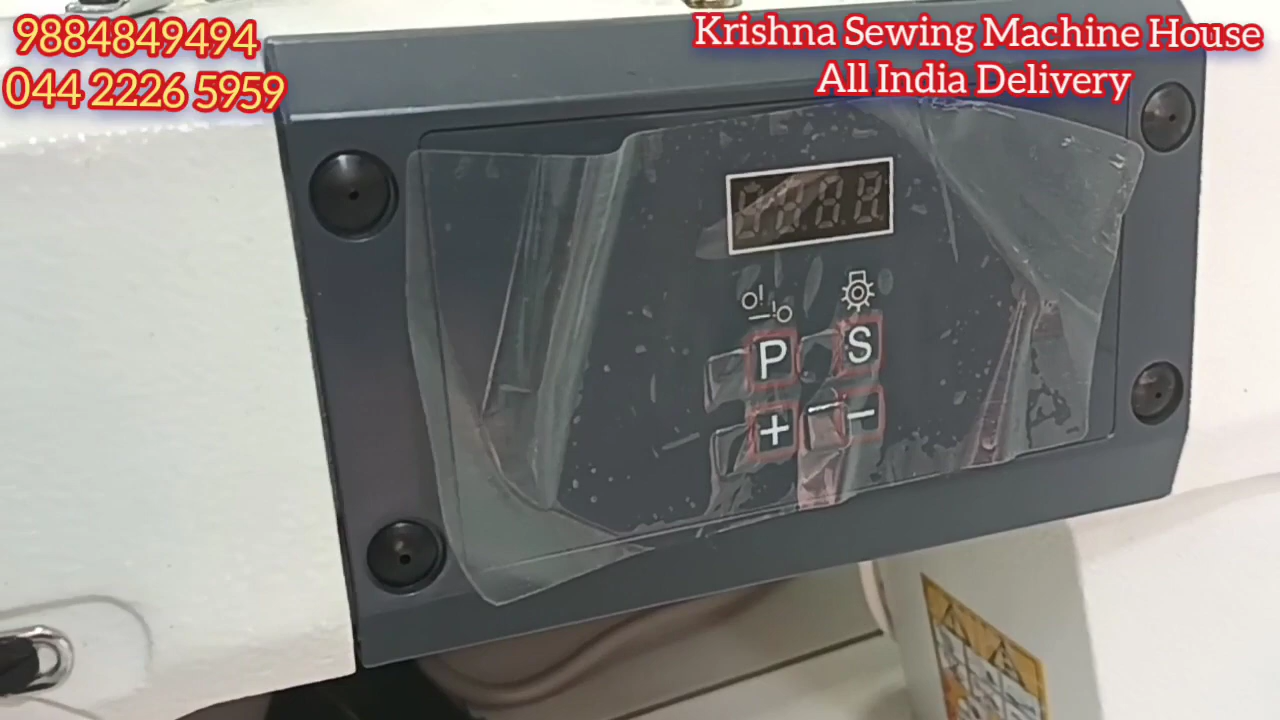 9884849494
044 2226 5959
Krishna Sewing Machine House
All India Delivery
P
S
+
−